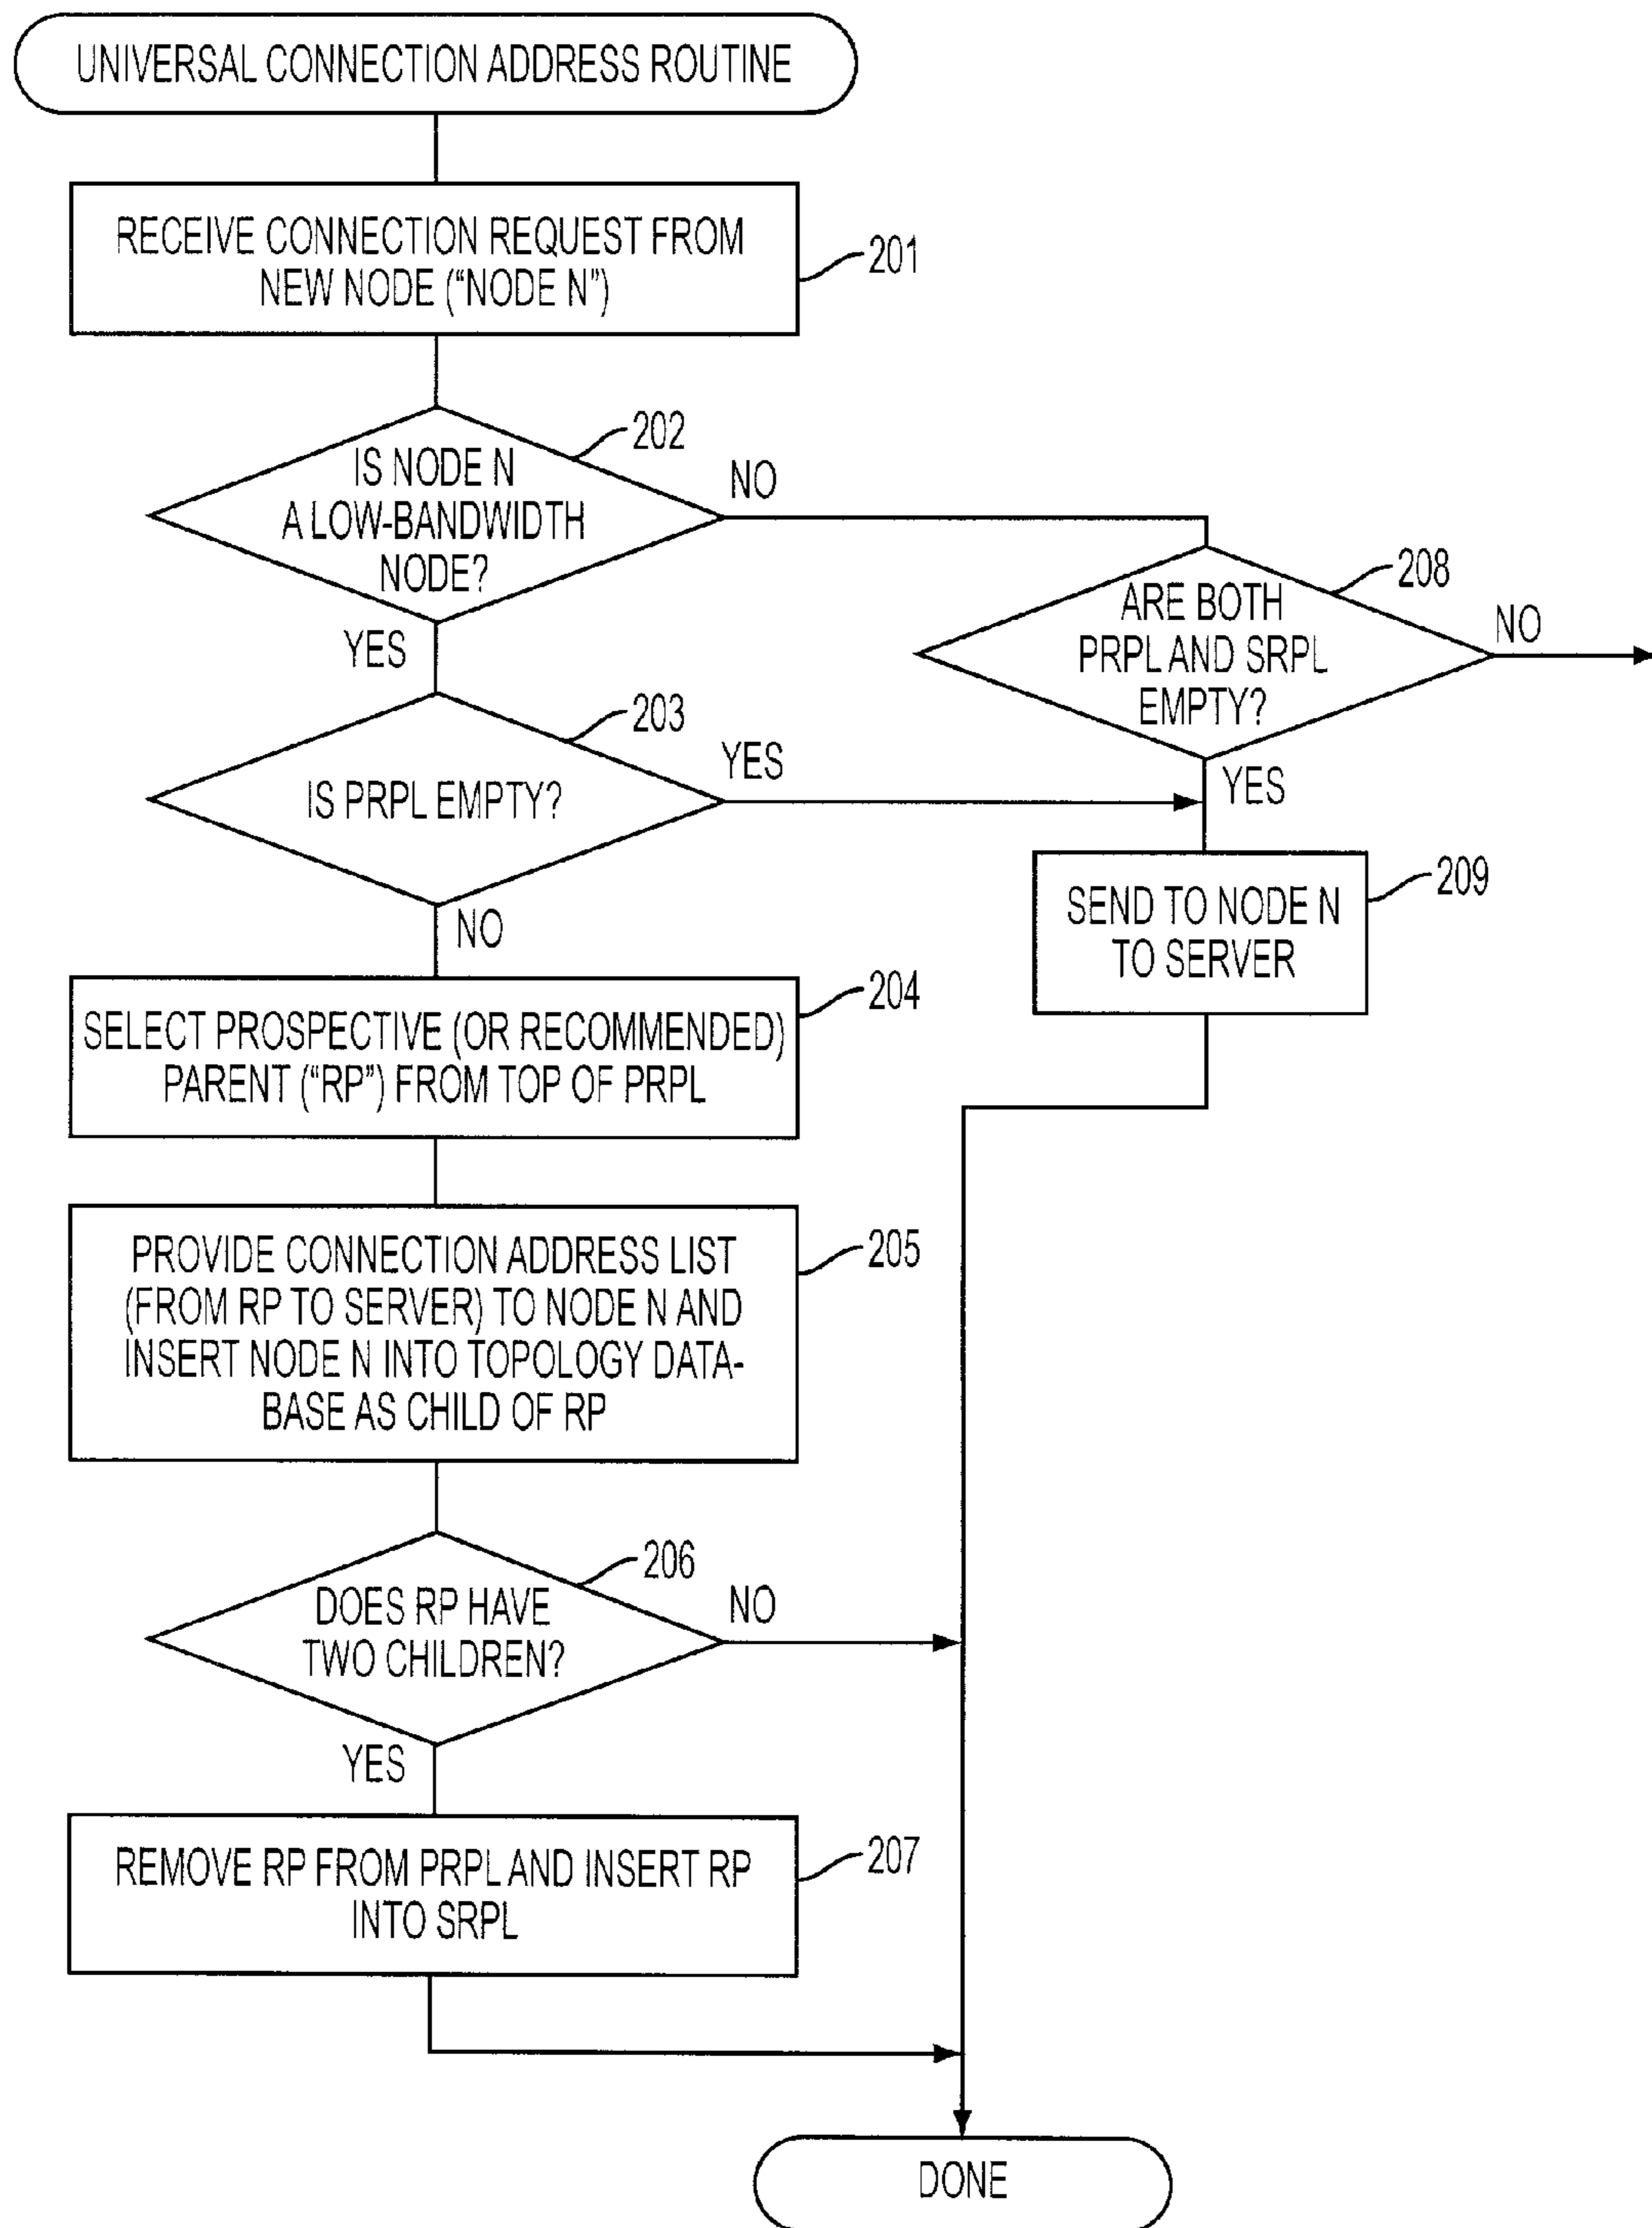 UNIVERSAL CONNECTION ADDRESS ROUTINE
RECEIVE CONNECTION REQUEST FROM
NEW NODE (“NODE N”)
201
IS NODE N
A LOW-BANDWIDTH
NODE?
202
NO
YES
ARE BOTH
PRPL AND SRPL
EMPTY?
208
NO
YES
IS PRPL EMPTY?
203
YES
NO
SEND TO NODE N
TO SERVER
209
SELECT PROSPECTIVE (OR RECOMMENDED)
PARENT (“RP”) FROM TOP OF PRPL
204
PROVIDE CONNECTION ADDRESS LIST
(FROM RP TO SERVER) TO NODE N AND
INSERT NODE N INTO TOPOLOGY DATA-
BASE AS CHILD OF RP
205
DOES RP HAVE
TWO CHILDREN?
206
NO
YES
REMOVE RP FROM PRPL AND INSERT RP
INTO SRPL
207
DONE